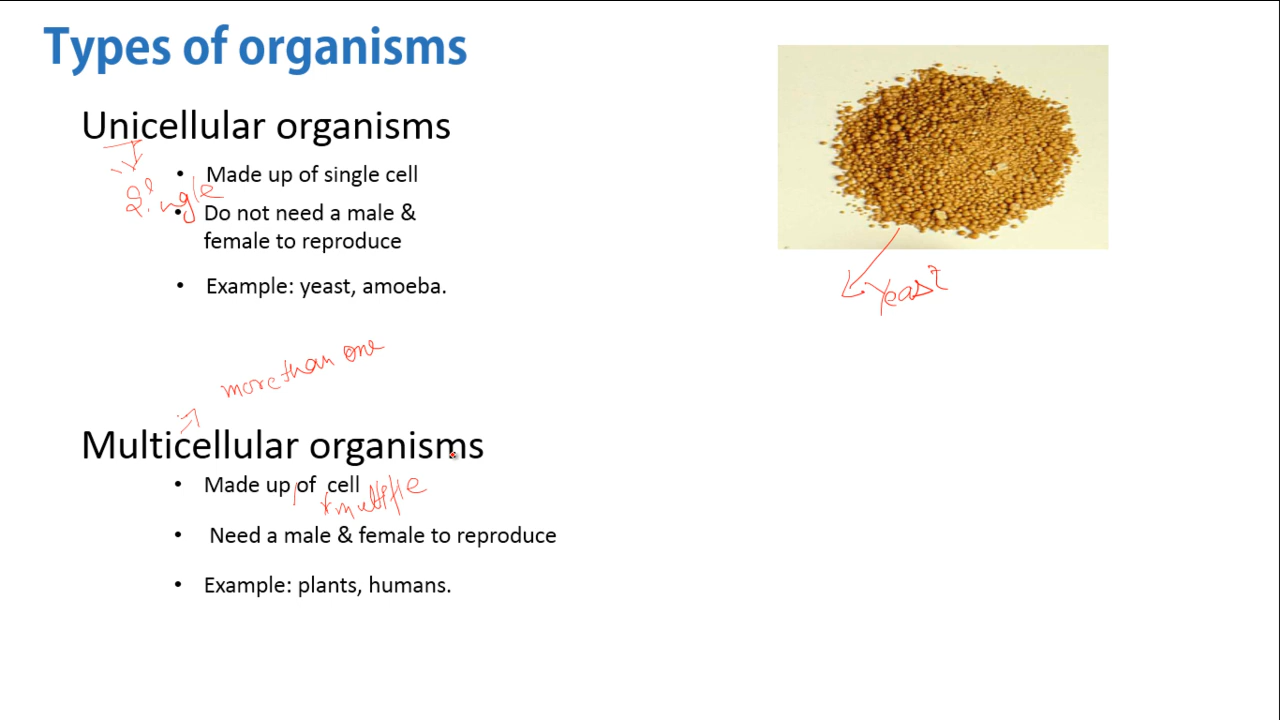 Types of organisms
Unicellular organisms
• Made up of single cell
single
• Do not need a male &
female to reproduce
• Example: yeast, amoeba.
yeast
more than one
Multicellular organisms
• Made up of cell
multiple
• Need a male & female to reproduce
• Example: plants, humans.